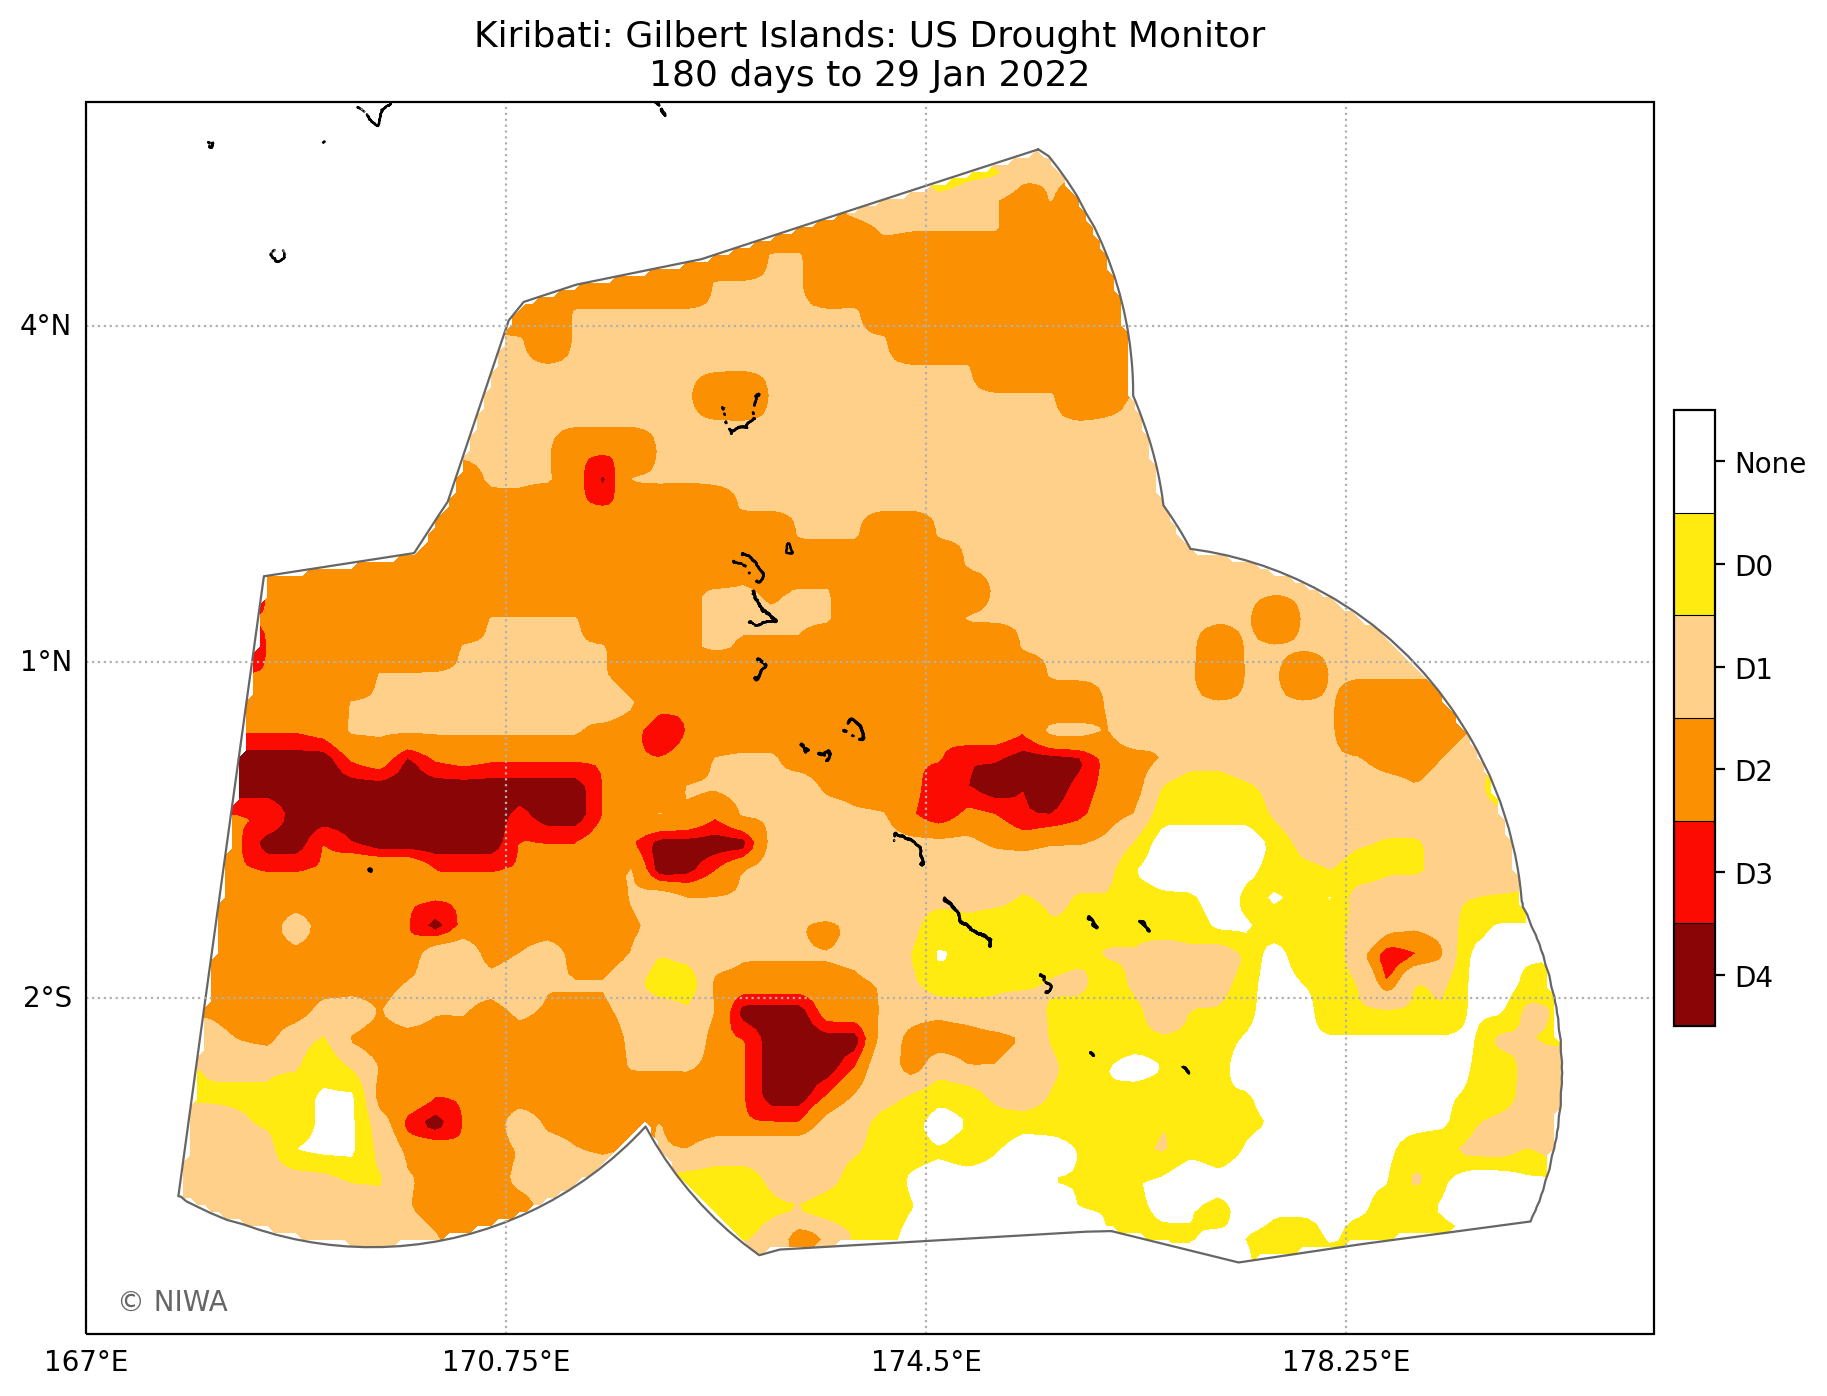 Kiribati: Gilbert Islands: US Drought Monitor
180 days to 29 Jan 2022
4°N
1°N
2°S
167°E
170.75°E
174.5°E
178.25°E
None
D0
D1
D2
D3
D4
© NIWA